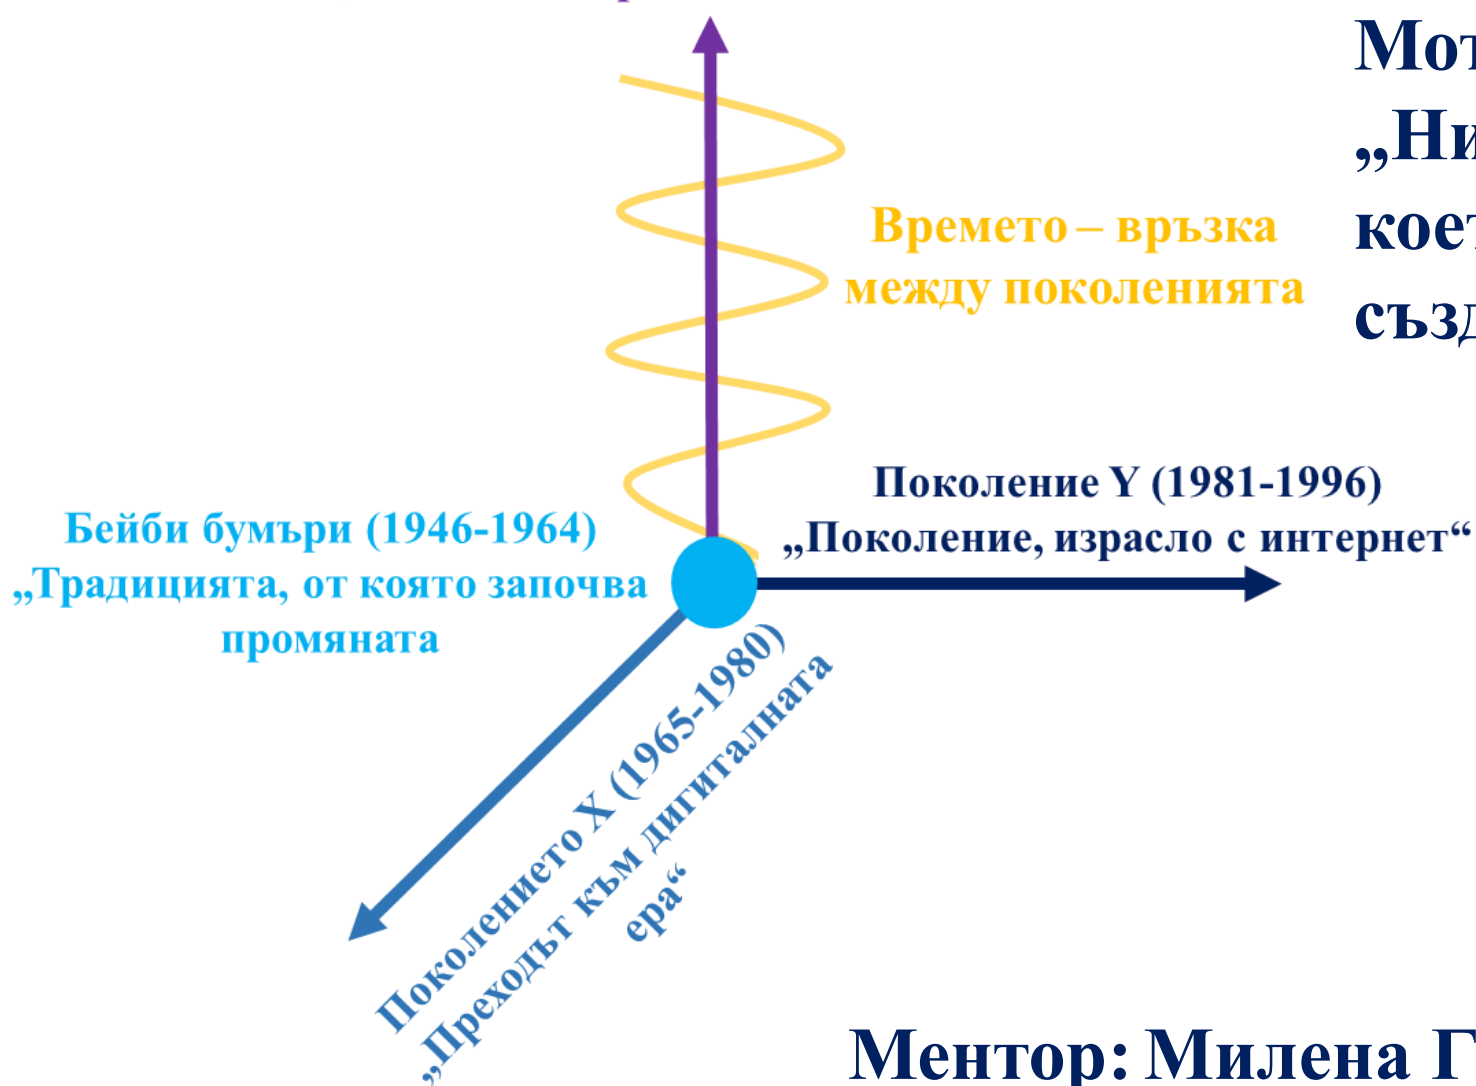 Времето – връзка
между поколенията
Поколение Y (1981-1996)
„Поколение, израсло с интернет“
Бейби бумъри (1946-1964)
„Традицията, от която започва
промяната
Поколението X (1965-1980)
„Преходът към дигиталната
ера“
Ментор: Милена